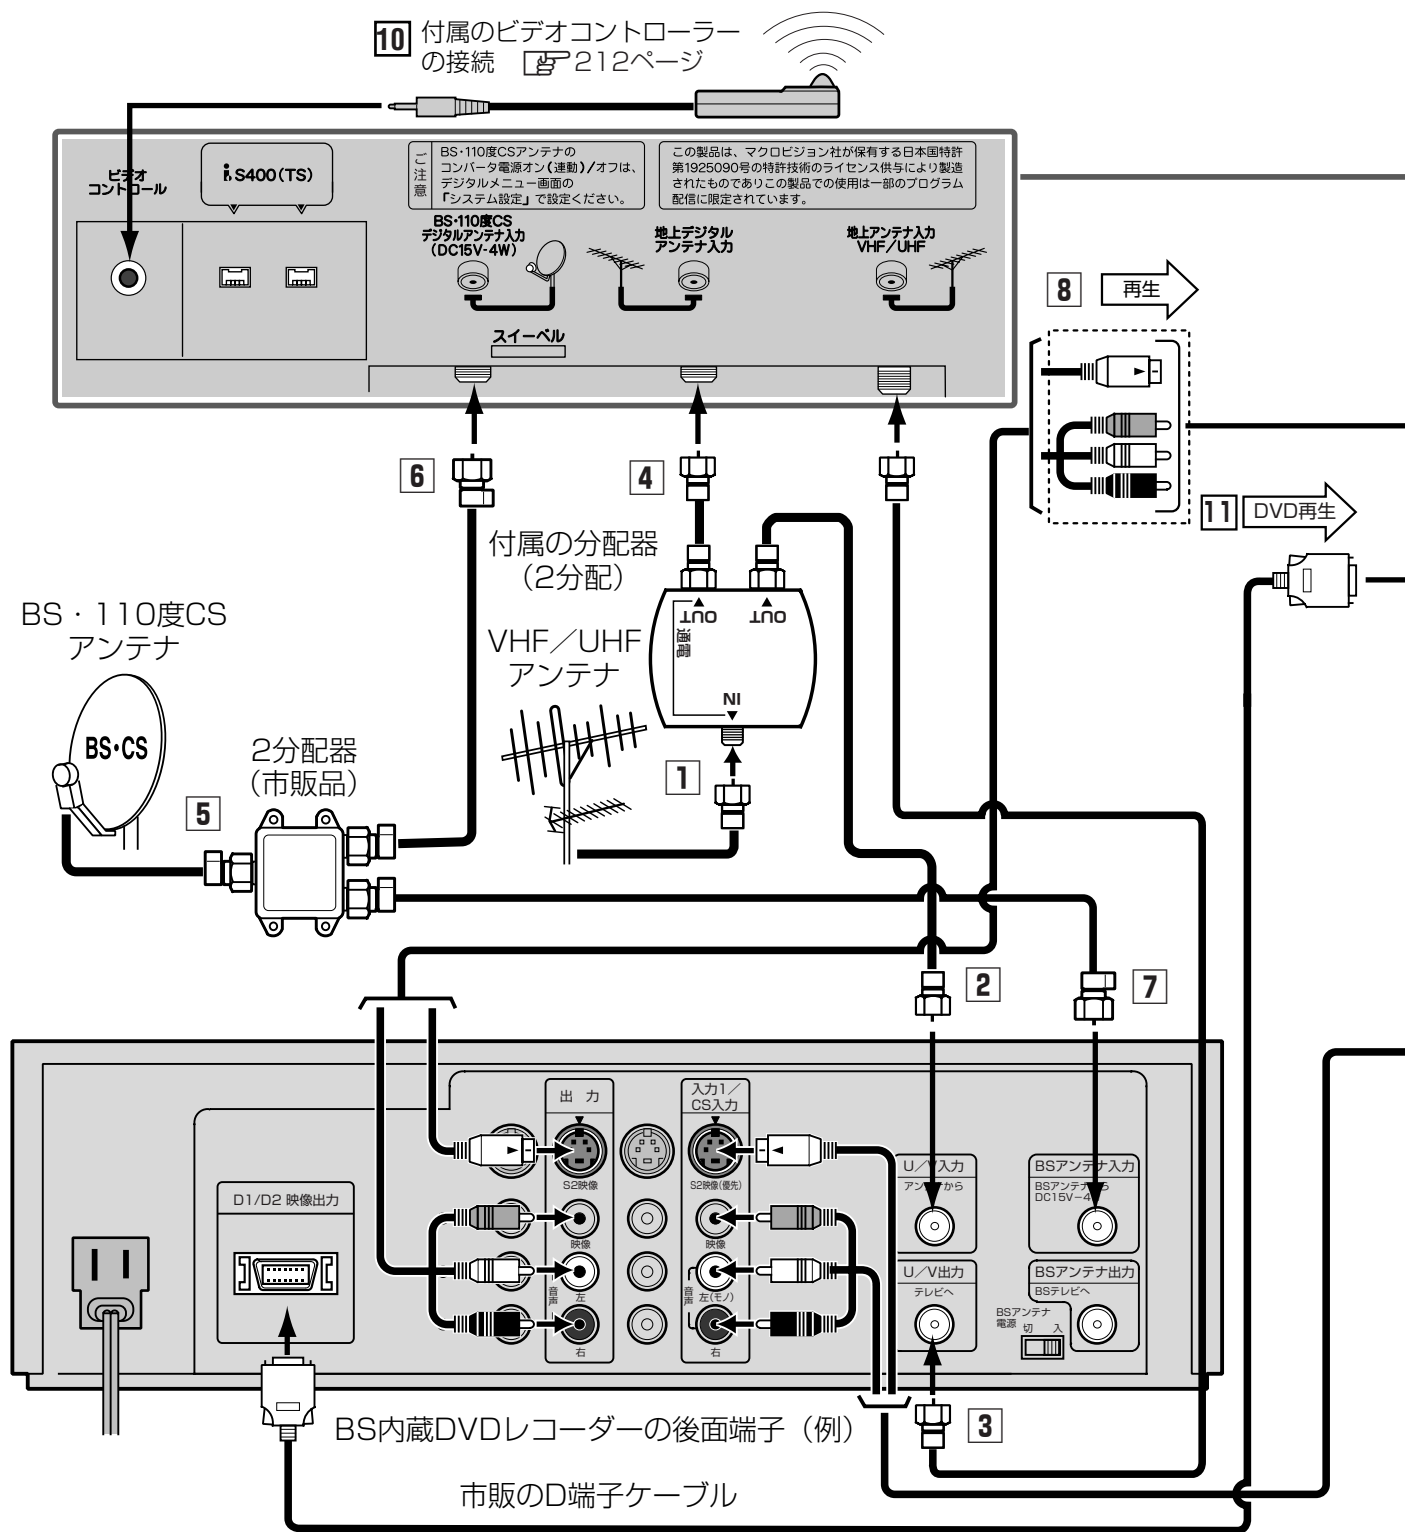 10 付属のビデオコントローラー
の接続 212ページ
ビデオ
コントロール
i.S400(TS)
ご注意
BS・110度CSアンテナの
コンバータ電源オン(連動)/オフは、
デジタルメニュー画面の
「システム設定」で設定ください。
この製品は、マクロビジョン社が保有する日本国特許
第1925090号の特許技術のライセンス供与により製造
されたものでありこの製品での使用は一部のプログラム
配信に限定されています。
BS・110度CS
デジタルアンテナ入力
(DC15V-4W)
地上デジタル
アンテナ入力
地上アンテナ入力
VHF/UHF
スイーベル
8 再生
11 DVD再生
6
4
付属の分配器
(2分配)
OUT
OUT
通電
IN
BS・110度CS
アンテナ
VHF/UHF
アンテナ
BS・CS
2分配器
(市販品)
5
1
2
7
出 力
入力1/
CS入力
S2映像
S2映像(優先)
映像
映像
音声
左
音声
左(モノ)
右
右
D1/D2 映像出力
U/V入力
アンテナから
BSアンテナ入力
BSアンテナから
DC15V-4
U/V出力
テレビへ
BSアンテナ出力
BSテレビへ
BSアンテナ
電源
切 入
BS内蔵DVDレコーダーの後面端子(例)
3
市販のD端子ケーブル